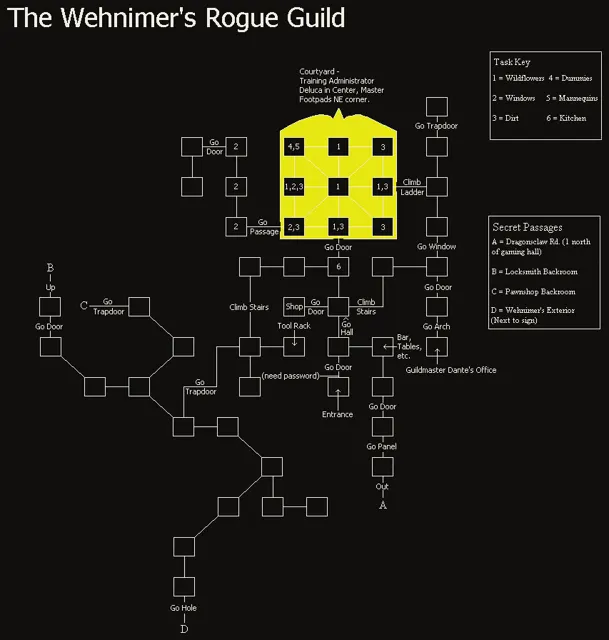 The Wehnimer's Rogue Guild
Courtyard -
Training Administrator
Deluca in Center, Master
Footpads NE corner.
Task Key
1 = Wildflowers 4 = Dummies
2 = Windows 5 = Mannequins
3 = Dirt 6 = Kitchen
Go Trapdoor
Go
Door
2
4,5
1
3
2
1,2,3
1
1,3
Climb
Ladder
2
Go
Passage
2,3
1,3
3
Go Door
Go Window
Secret Passages
A = Dragonsclaw Rd. (1 north
of gaming hall)
B = Locksmith Backroom
C = Pawnshop Backroom
D = Wehnimer's Exterior
(Next to sign)
B
Up
6
Go Door
C
Go
Trapdoor
Climb Stairs
Shop
Go
Door
Climb
Stairs
Go Door
Tool Rack
Go
Hall
Go Arch
Bar,
Tables,
etc.
Go Door
Guildmaster Dante's Office
Go
Trapdoor
(need password)
Entrance
Go Door
Go Panel
Out
A
Go Hole
D